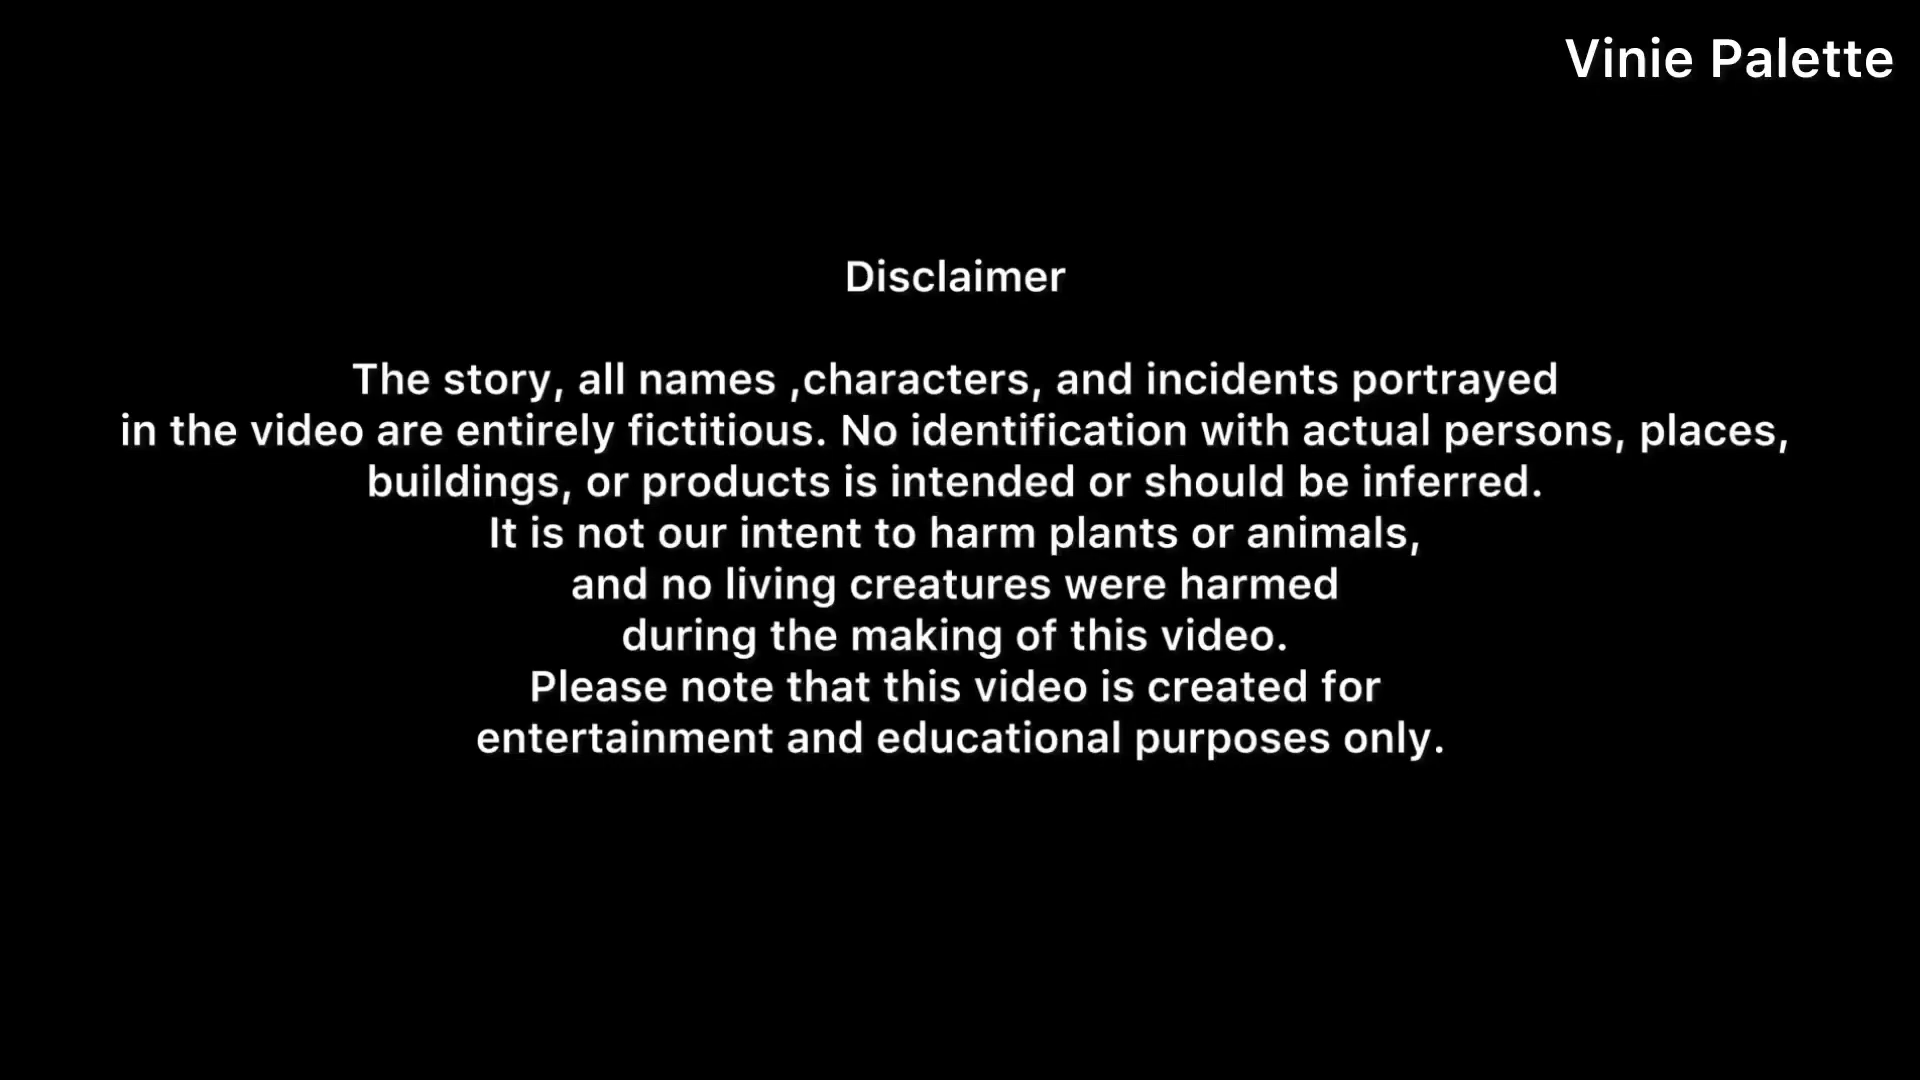 Vinie Palette
Disclaimer
The story, all names ,characters, and incidents portrayed
in the video are entirely fictitious. No identification with actual persons, places,
buildings, or products is intended or should be inferred.
It is not our intent to harm plants or animals,
and no living creatures were harmed
during the making of this video.
Please note that this video is created for
entertainment and educational purposes only.